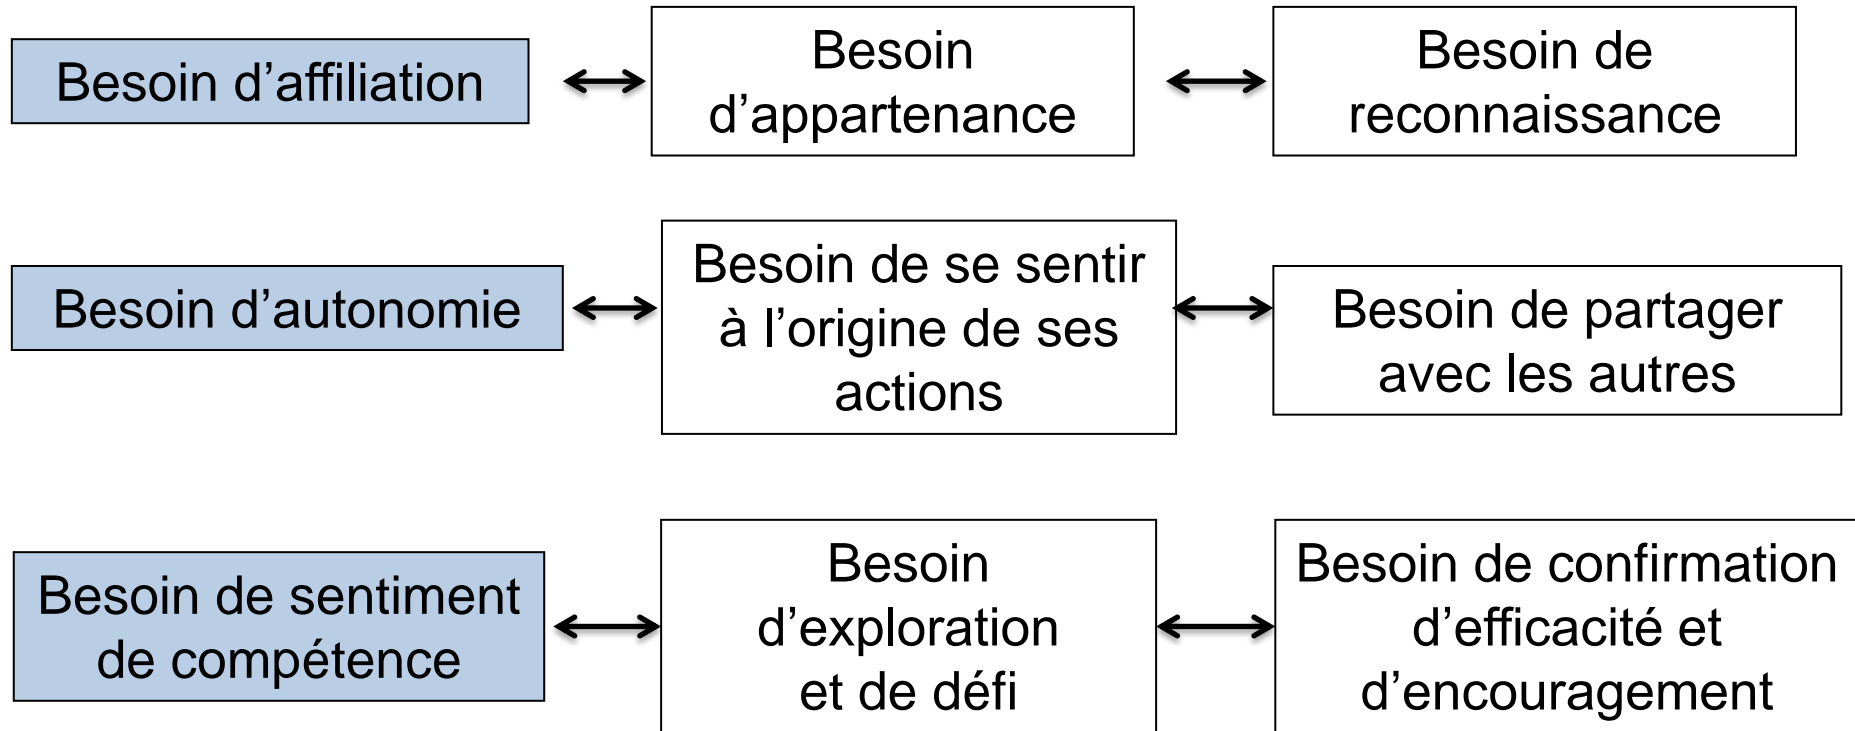 Besoin d’affiliation
Besoin
d’appartenance
Besoin de
reconnaissance
Besoin d’autonomie
Besoin de se sentir
à l’origine de ses
actions
Besoin de partager
avec les autres
Besoin de sentiment
de compétence
Besoin
d’exploration
et de défi
Besoin de confirmation
d’efficacité et
d’encouragement